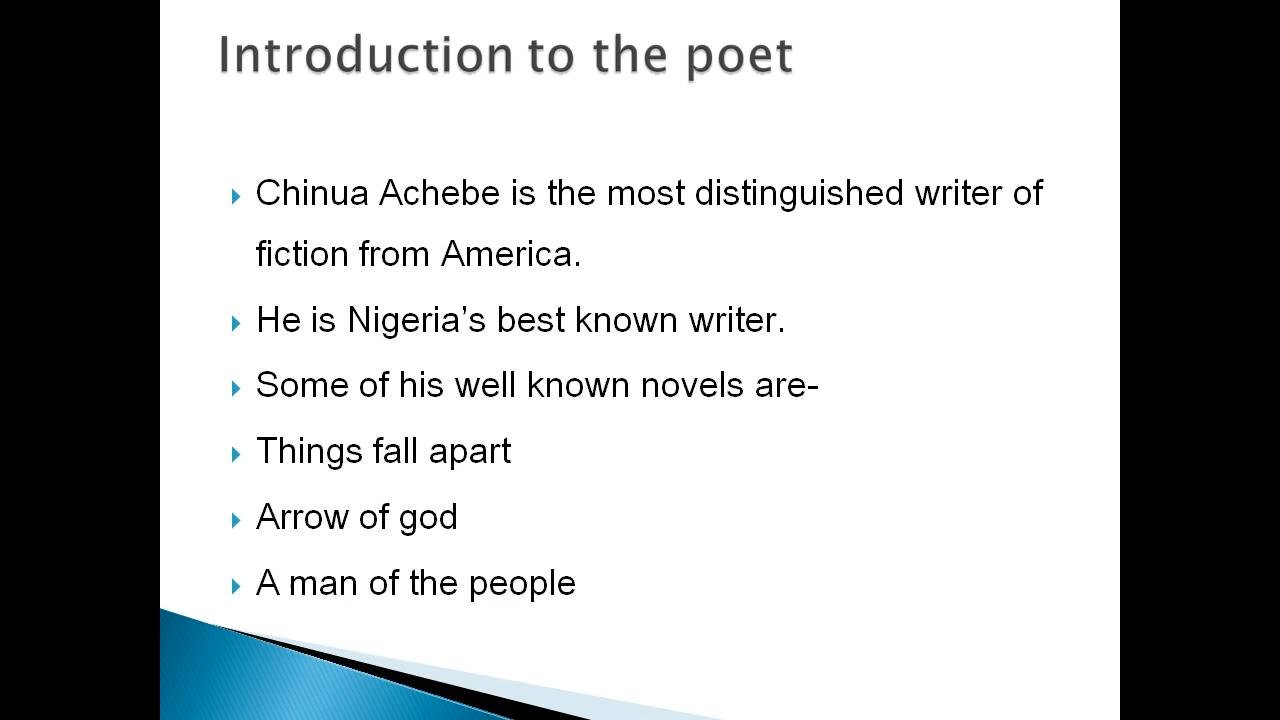 Introduction to the poet
Chinua Achebe is the most distinguished writer of
fiction from America.
He is Nigeria’s best known writer.
Some of his well known novels are-
Things fall apart
Arrow of god
A man of the people